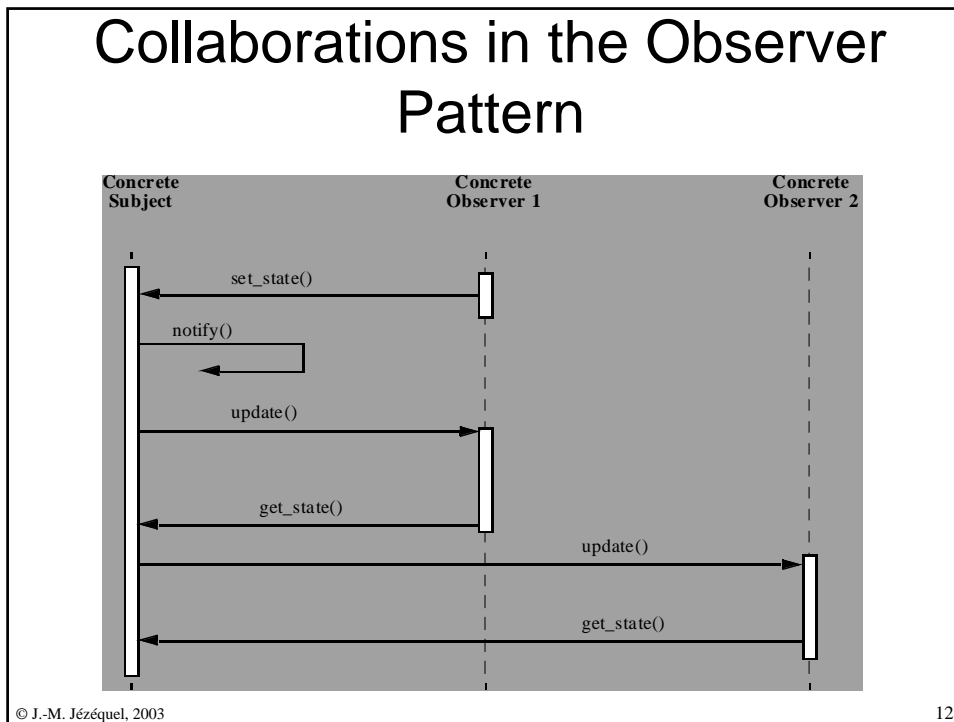 Collaborations in the Observer
Pattern
Concrete
Subject
Concrete
Observer 1
Concrete
Observer 2
set_state()
notify()
update()
get_state()
update()
get_state()
© J.-M. Jézéquel, 2003
12